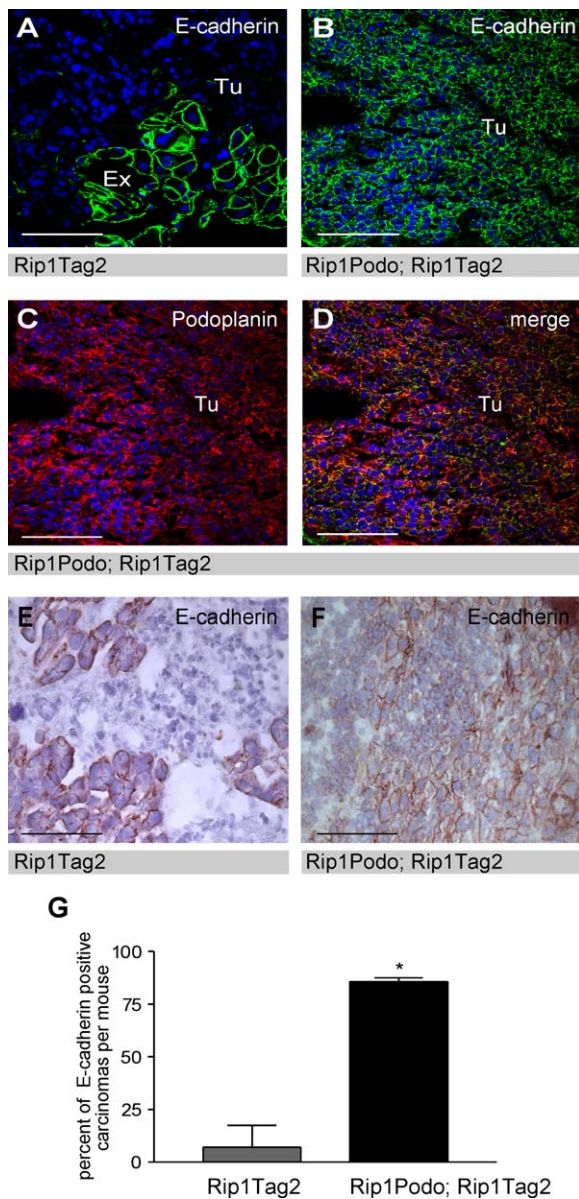 A E-cadherin
Tu
Ex
Rip1Tag2
B E-cadherin
Tu
Rip1Podo; Rip1Tag2
C Podoplanin
Tu
D merge
Tu
Rip1Podo; Rip1Tag2
E E-cadherin
Rip1Tag2
F E-cadherin
Rip1Podo; Rip1Tag2
G
percent of E-cadherin positive
carcinomas per mouse
100
75
50
25
0
*
Rip1Tag2
Rip1Podo; Rip1Tag2